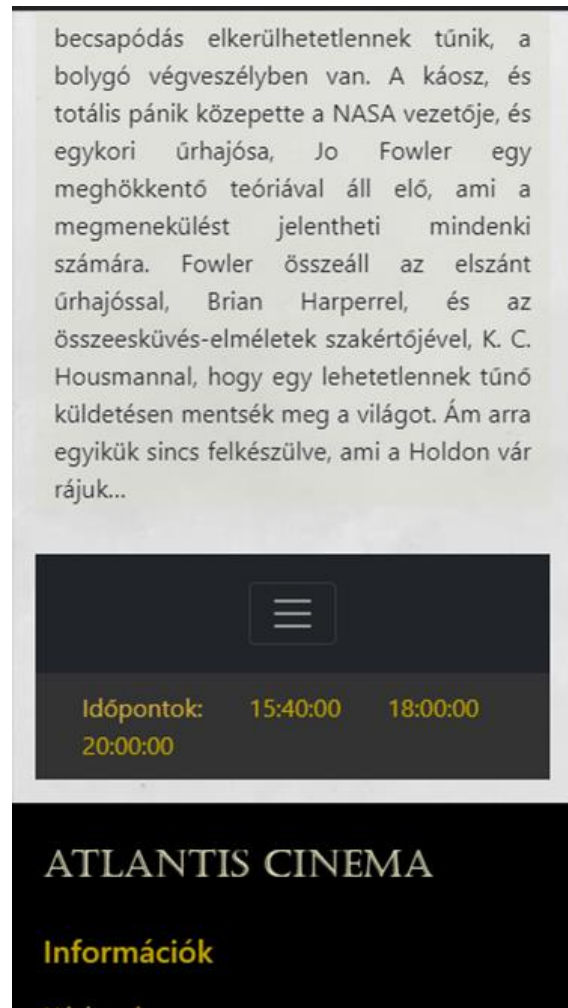 becsapódás elkerülhetetlennek tűnik, a
bolygó végveszélyben van. A káosz, és
totális pánik közepette a NASA vezetője, és
egykori űrhajósa, Jo Fowler egy
meghökkentő teóriával áll elő, ami a
megmenekülést jelentheti mindenki
számára. Fowler összeáll az elszánt
űrhajóssal, Brian Harperrel, és az
összeesküvés-elméletek szakértőjével, K. C.
Housmannal, hogy egy lehetetlennek tűnő
küldetésen mentsék meg a világot. Ám arra
egyikük sincs felkészülve, ami a Holdon vár
rájuk...
Időpontok: 15:40:00 18:00:00
20:00:00
ATLANTIS CINEMA
Információk